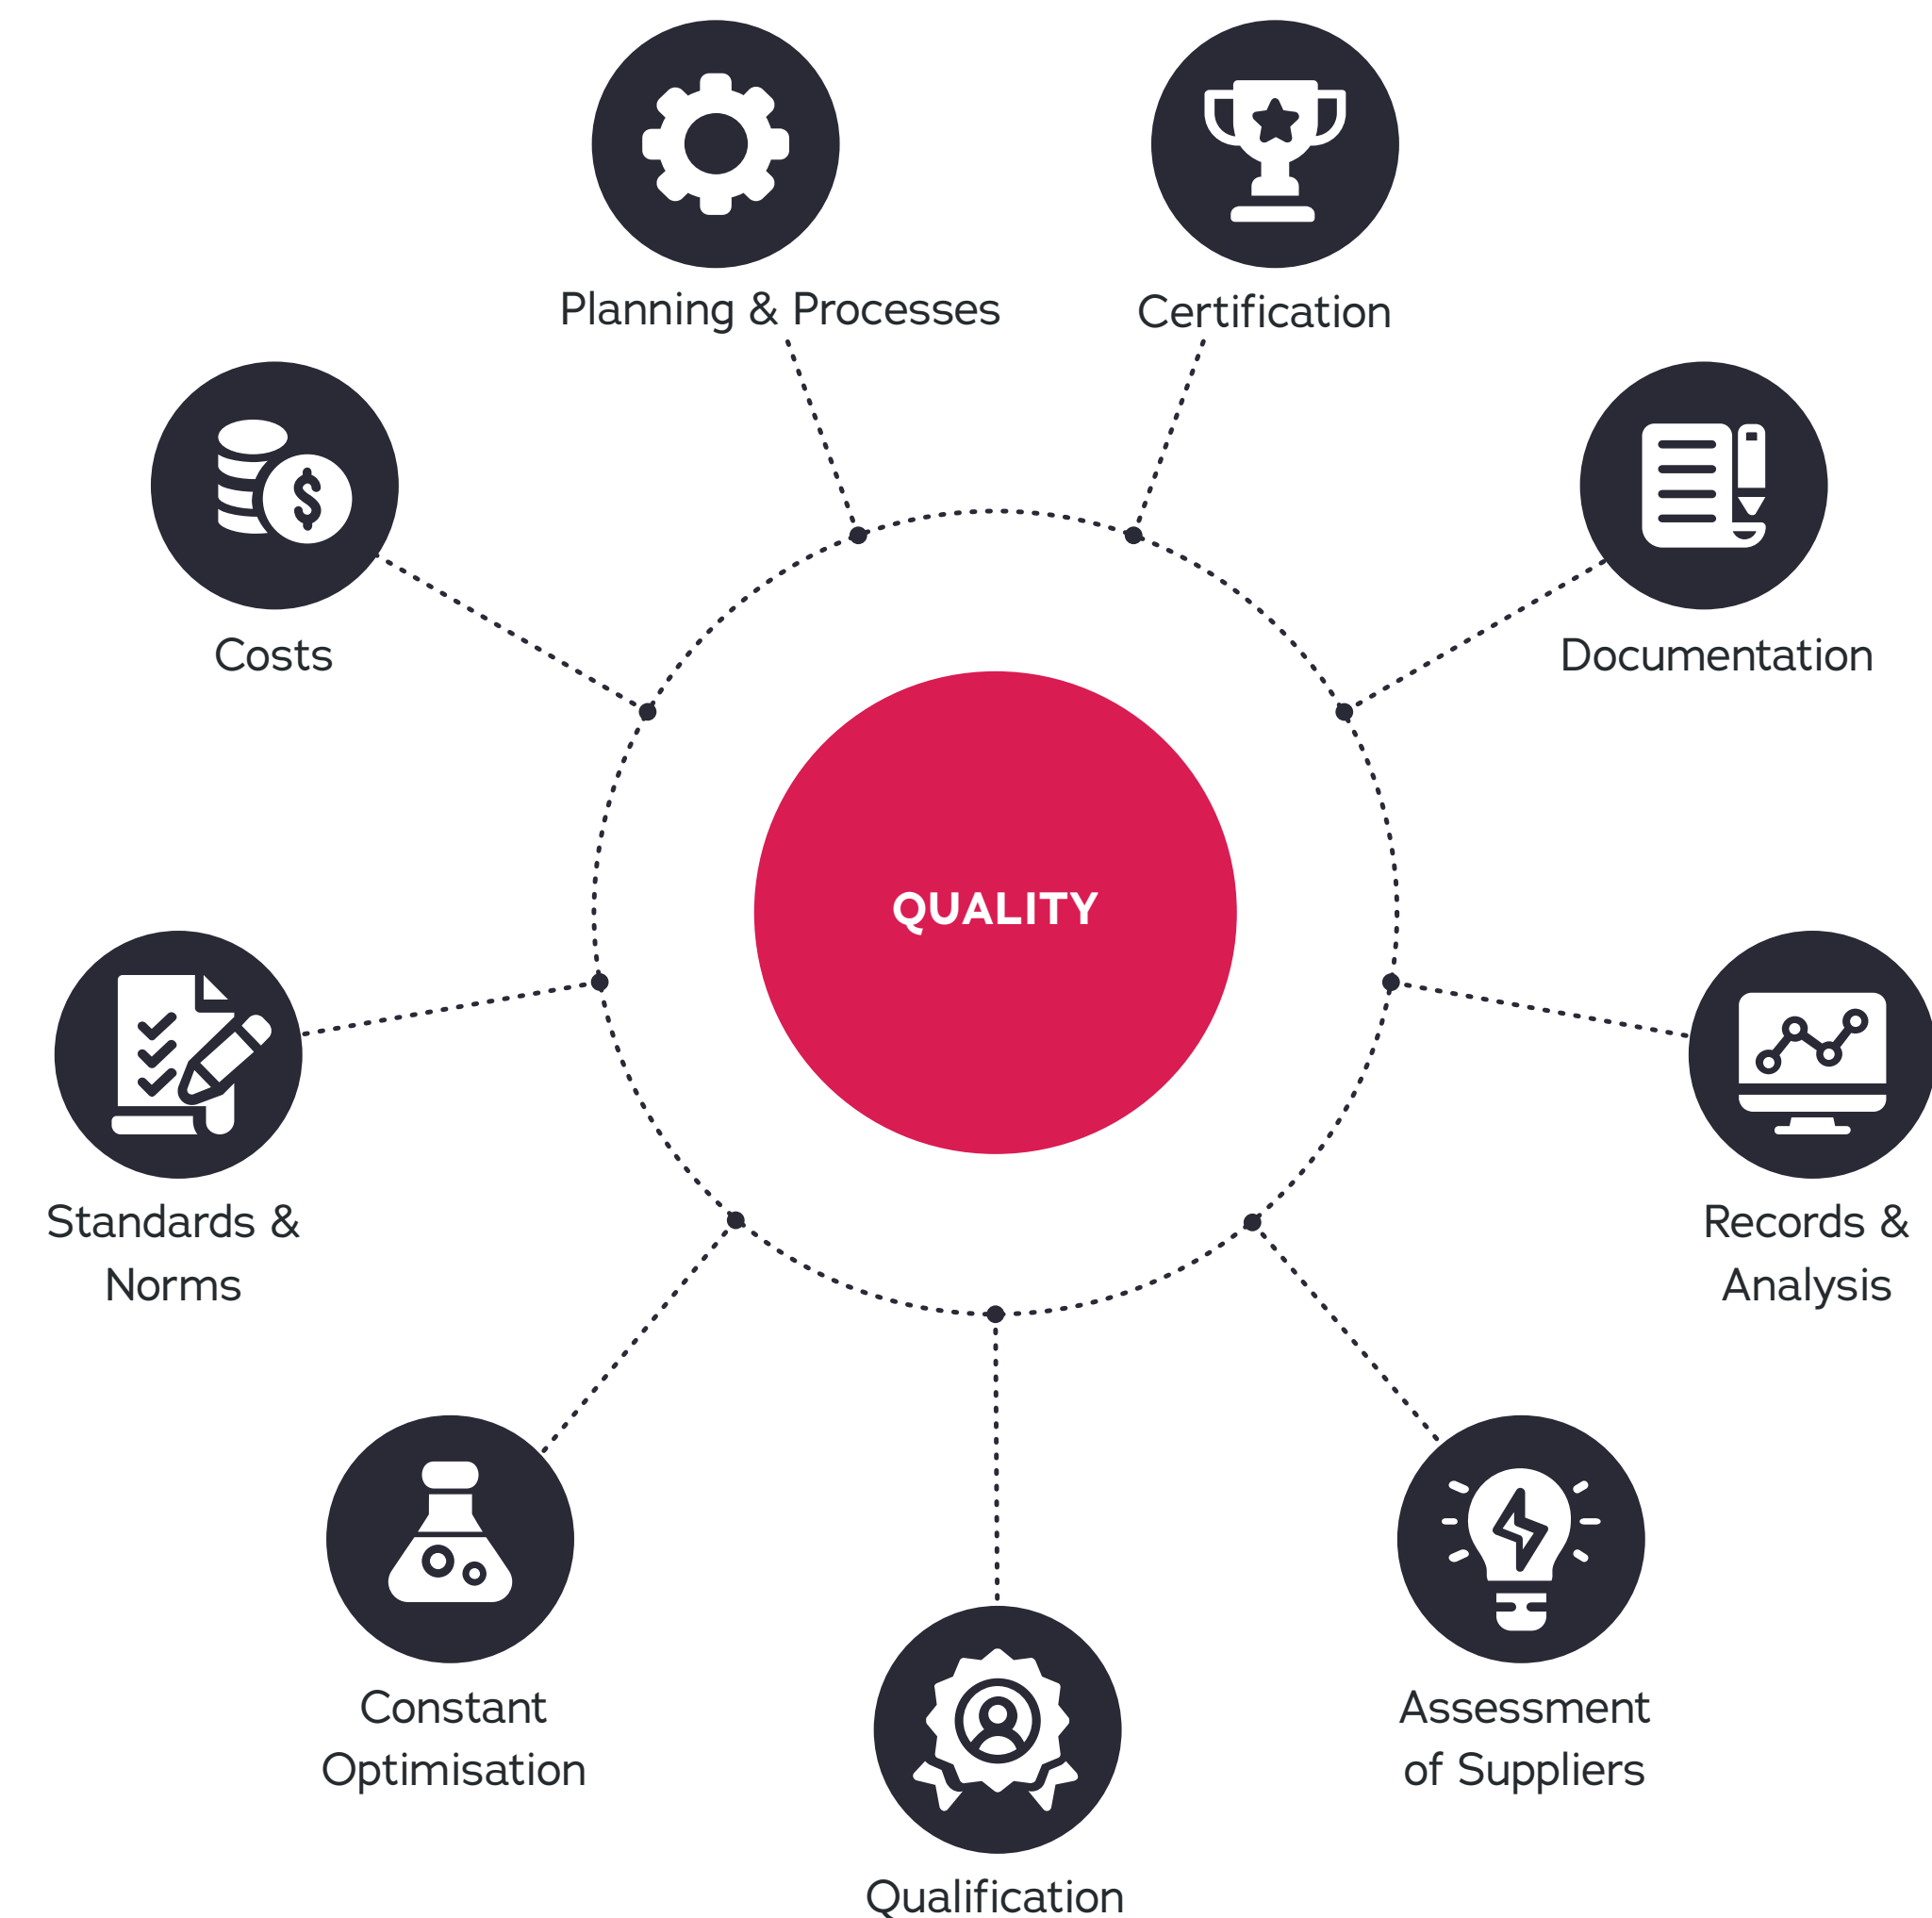 Planning & Processes
Certification
Costs
Documentation
QUALITY
Standards &
Norms
Records &
Analysis
Constant
Optimisation
Assessment
of Suppliers
Qualification